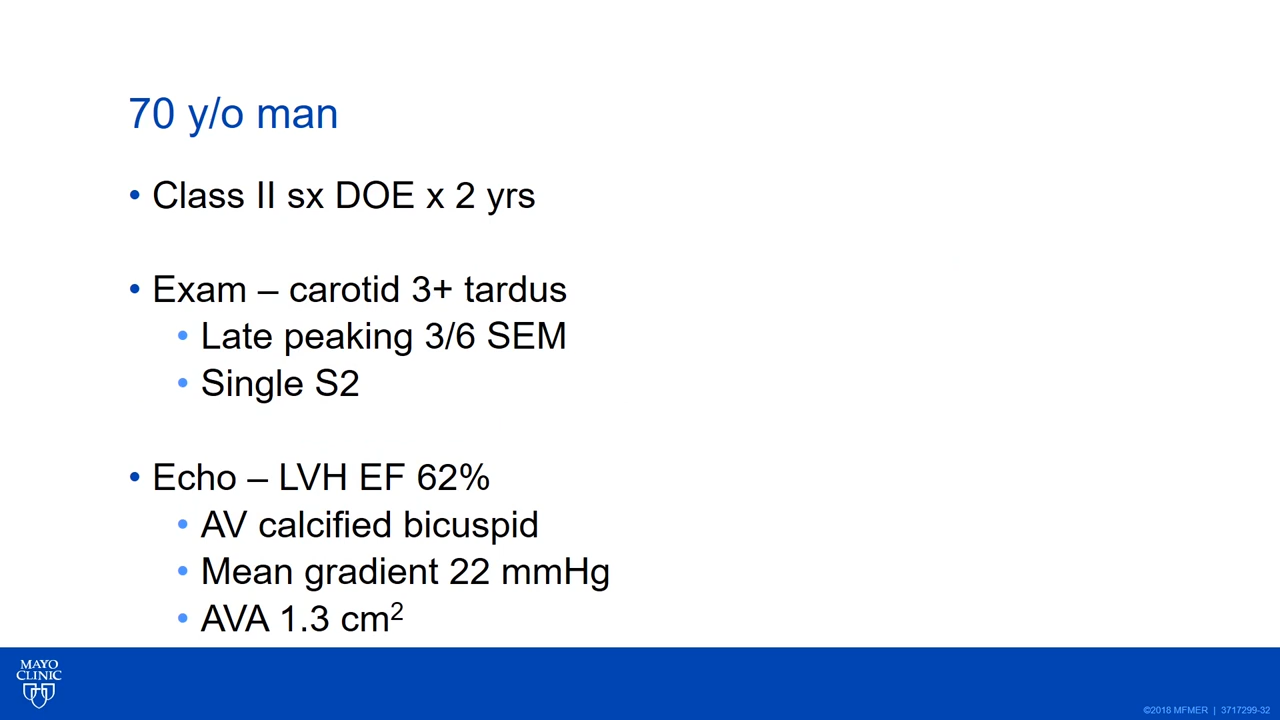 70 y/o man
• Class II sx DOE x 2 yrs
• Exam – carotid 3+ tardus
• Late peaking 3/6 SEM
• Single S2
• Echo – LVH EF 62%
• AV calcified bicuspid
• Mean gradient 22 mmHg
• AVA 1.3 cm²
MAYO
CLINIC
©2018 MFMER | 3717299-32